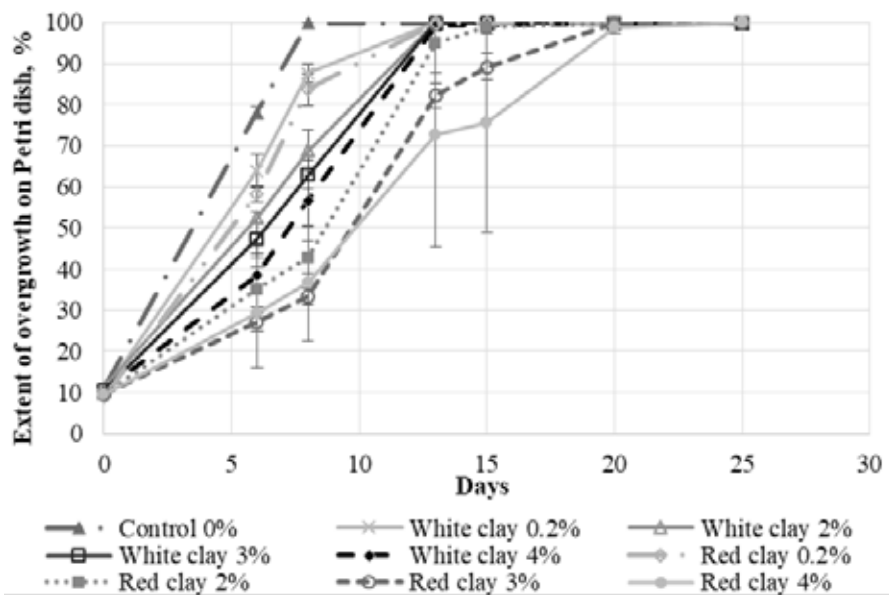 Extent of overgrowth on Petri dish, %
100
90
80
70
60
50
40
30
20
10
0
0 5 10 15 20 25 30
Days
Control 0% White clay 0.2% White clay 2%
White clay 3% White clay 4% Red clay 0.2%
Red clay 2% Red clay 3% Red clay 4%